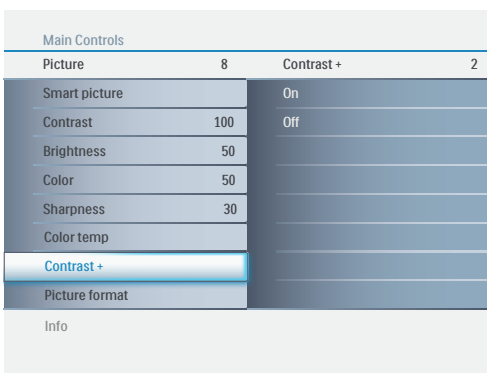 Main Controls
Picture 8 Contrast + 2
Smart picture On
Contrast 100 Off
Brightness 50
Color 50
Sharpness 30
Color temp
Contrast +
Picture format
Info